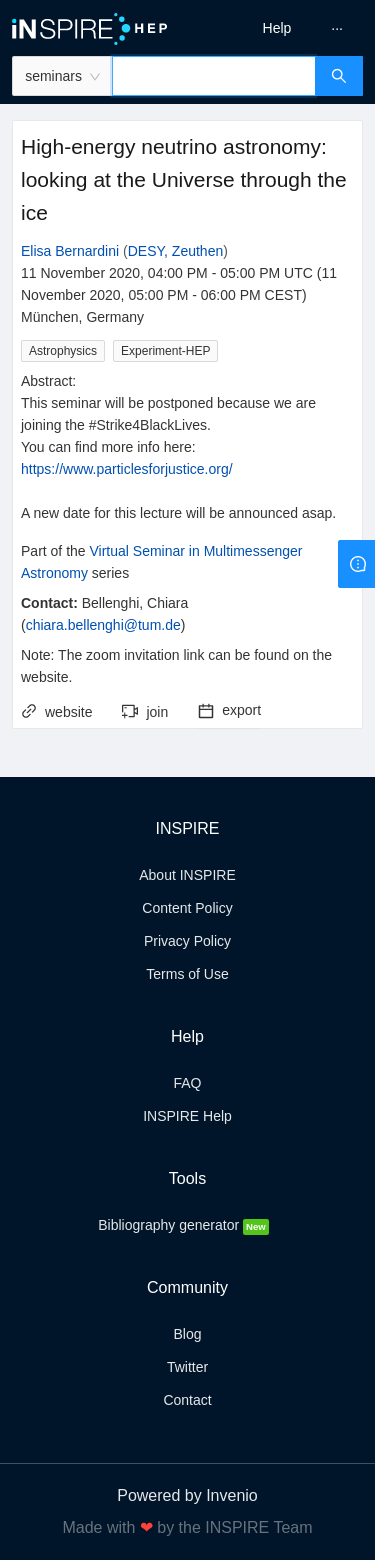 iNSPIRE HEP
Help
...
seminars
High-energy neutrino astronomy:
looking at the Universe through the
ice
Elisa Bernardini (DESY, Zeuthen)
11 November 2020, 04:00 PM - 05:00 PM UTC (11
November 2020, 05:00 PM - 06:00 PM CEST)
München, Germany
Astrophysics Experiment-HEP
Abstract:
This seminar will be postponed because we are
joining the #Strike4BlackLives.
You can find more info here:
https://www.particlesforjustice.org/
A new date for this lecture will be announced asap.
Part of the Virtual Seminar in Multimessenger
Astronomy series
Contact: Bellenghi, Chiara
(chiara.bellenghi@tum.de)
Note: The zoom invitation link can be found on the
website.
website join export
INSPIRE
About INSPIRE
Content Policy
Privacy Policy
Terms of Use
Help
FAQ
INSPIRE Help
Tools
Bibliography generator New
Community
Blog
Twitter
Contact
Powered by Invenio
Made with ❤ by the INSPIRE Team